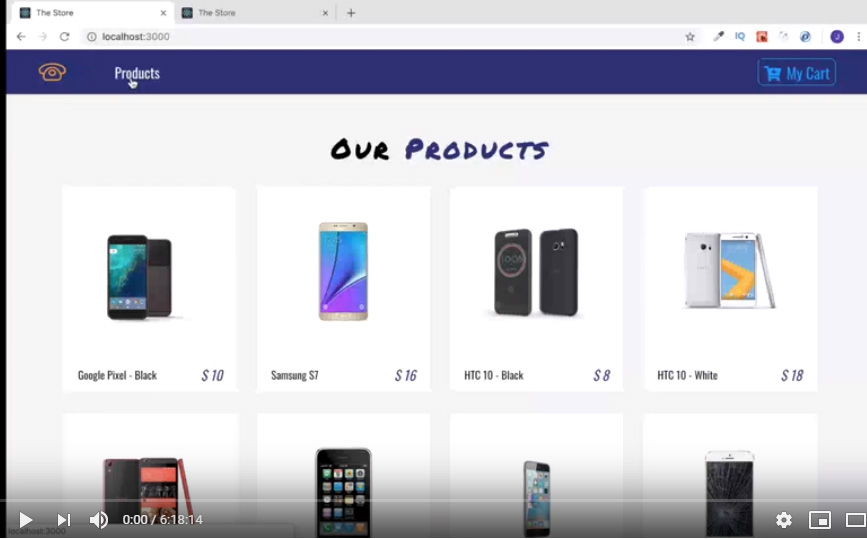 The Store
The Store
localhost:3000
IQ
J
Products
My Cart
Our Products
Google Pixel - Black
$ 10
Samsung S7
$ 16
HTC 10 - Black
$ 8
HTC 10 - White
$ 18
0:00 / 6:18:14
localhost:3000